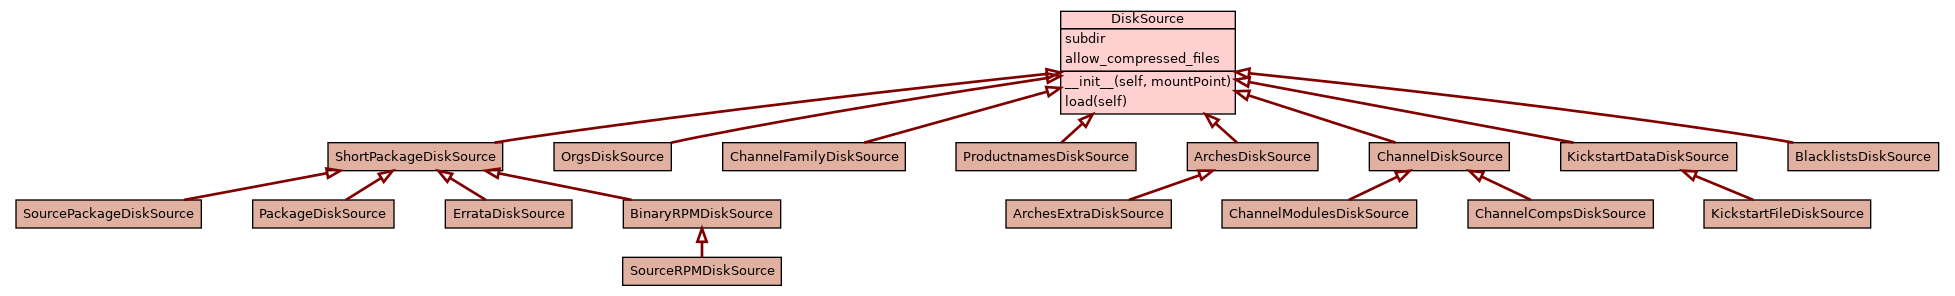 DiskSource
subdir
allow_compressed_files
__init__(self, mountPoint)
load(self)
ShortPackageDiskSource
OrgsDiskSource
ChannelFamilyDiskSource
ProductnamesDiskSource
ArchesDiskSource
ChannelDiskSource
KickstartDataDiskSource
BlacklistsDiskSource
SourcePackageDiskSource
PackageDiskSource
ErrataDiskSource
BinaryRPMDiskSource
ArchesExtraDiskSource
ChannelModulesDiskSource
ChannelCompsDiskSource
KickstartFileDiskSource
SourceRPMDiskSource